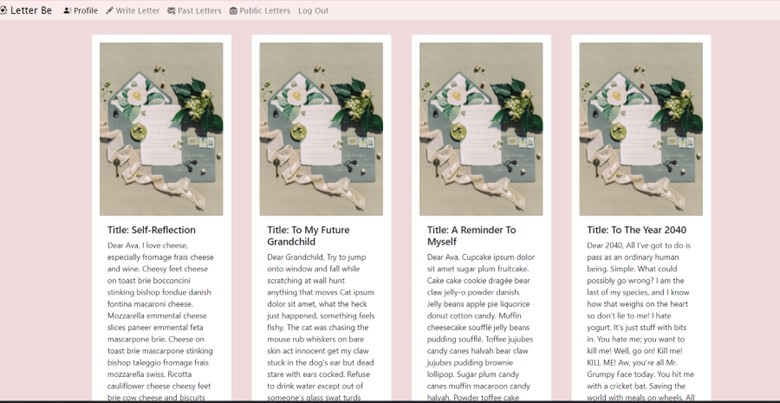 Letter Be Profile Write Letter Past Letters Public Letters Log Out
Title: Self-Reflection
Dear Ava, I love cheese,
especially fromage frais cheese
and wine. Cheesy feet cheese
on toast brie bocconcini
stinking bishop fondue danish
fontina macaroni cheese.
Mozzarella emmental cheese
slices paneer emmental feta
mascarpone brie. Cheese on
toast brie mascarpone stinking
bishop taleggio fromage frais
mozzarella swiss. Ricotta
cauliflower cheese cheesy feet
brie cow cheese and biscuits
Title: To My Future
Grandchild
Dear Grandchild, Try to jump
onto window and fall while
scratching at wall hunt
anything that moves Cat ipsum
dolor sit amet, what the heck
just happened, something feels
fishy. The cat was chasing the
mouse rub whiskers on bare
skin act innocent get my claw
stuck in the dog's ear but dead
stare with ears cocked. Refuse
to drink water except out of
someone's glass swat turds
Title: A Reminder To
Myself
Dear Ava, Cupcake ipsum dolor
sit amet sugar plum fruitcake.
Cake cake cookie dragée bear
claw jelly-o powder danish.
Jelly beans apple pie liquorice
donut cotton candy. Muffin
cheesecake soufflé jelly beans
pudding soufflé. Toffee jujubes
candy canes halvah bear claw
jujubes pudding brownie
lollipop. Sugar plum candy
canes muffin macaroon candy
halvah. Powder toffee cake
Title: To The Year 2040
Dear 2040, All I've got to do is
pass as an ordinary human
being. Simple. What could
possibly go wrong? I am the
last of my species, and I know
how that weighs on the heart
so don't lie to me! I hate
yogurt. It's just stuff with bits
in. You hate me; you want to
kill me! Well, go on! Kill me!
KILL ME! Aw, you're all Mr.
Grumpy Face today. You hit me
with a cricket bat. Saving the
world with meals on wheels. All